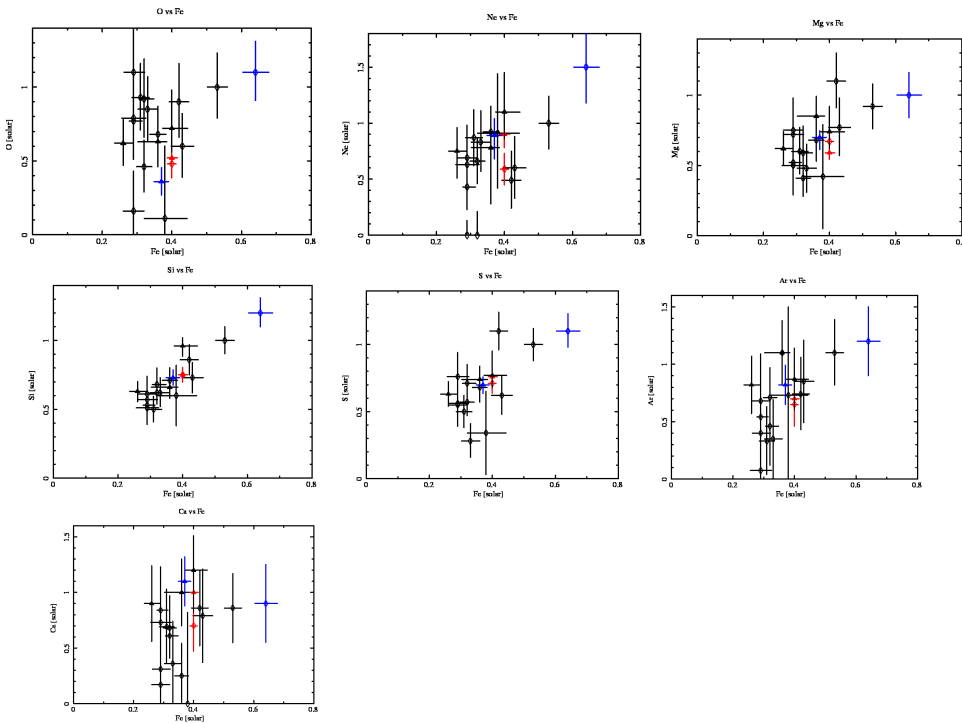 O vs Fe
Ne vs Fe
Mg vs Fe
O [solar]
0
0.5
1
0
0.2
0.4
0.6
0.8
Fe [solar]
Ne [solar]
0
0.5
1
1.5
0
0.2
0.4
0.6
0.8
Fe [solar]
Mg [solar]
0
0.5
1
0
0.2
0.4
0.6
0.8
Fe [solar]
Si vs Fe
S vs Fe
Ar vs Fe
Si [solar]
0
0.5
1
0
0.2
0.4
0.6
0.8
Fe [solar]
S [solar]
0
0.5
1
0
0.2
0.4
0.6
0.8
Fe [solar]
Ar [solar]
0
0.5
1
1.5
0
0.2
0.4
0.6
0.8
Fe [solar]
Ca vs Fe
Ca [solar]
0
0.5
1
1.5
0
0.2
0.4
0.6
0.8
Fe [solar]